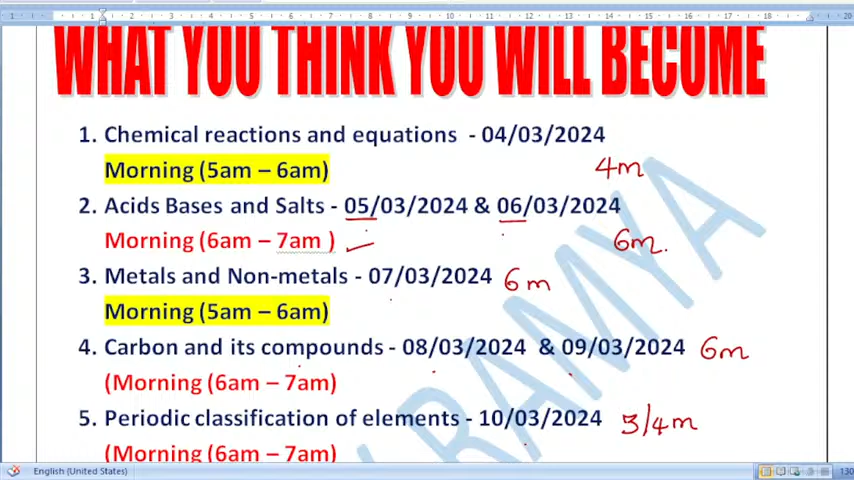 WHAT YOU THINK YOU WILL BECOME
1. Chemical reactions and equations - 04/03/2024
Morning (5am – 6am) 4m
2. Acids Bases and Salts - 05/03/2024 & 06/03/2024
Morning (6am – 7am ) 6m.
3. Metals and Non-metals - 07/03/2024 6m
Morning (5am – 6am)
4. Carbon and its compounds - 08/03/2024 & 09/03/2024 6m
(Morning (6am – 7am)
5. Periodic classification of elements - 10/03/2024 3/4m
(Morning (6am – 7am)
RAMYA
English (United States)
130